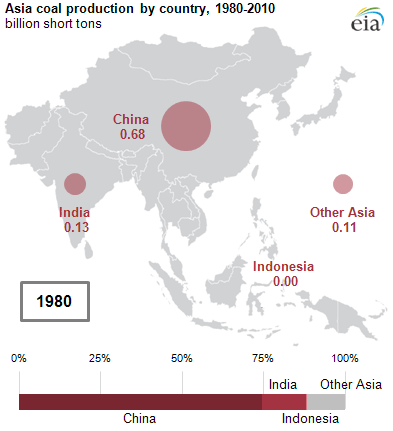 Asia coal production by country, 1980-2010
billion short tons
eia
China
0.68
India
0.13
Other Asia
0.11
Indonesia
0.00
1980
0% 25% 50% 75% 100%
India Other Asia
China Indonesia